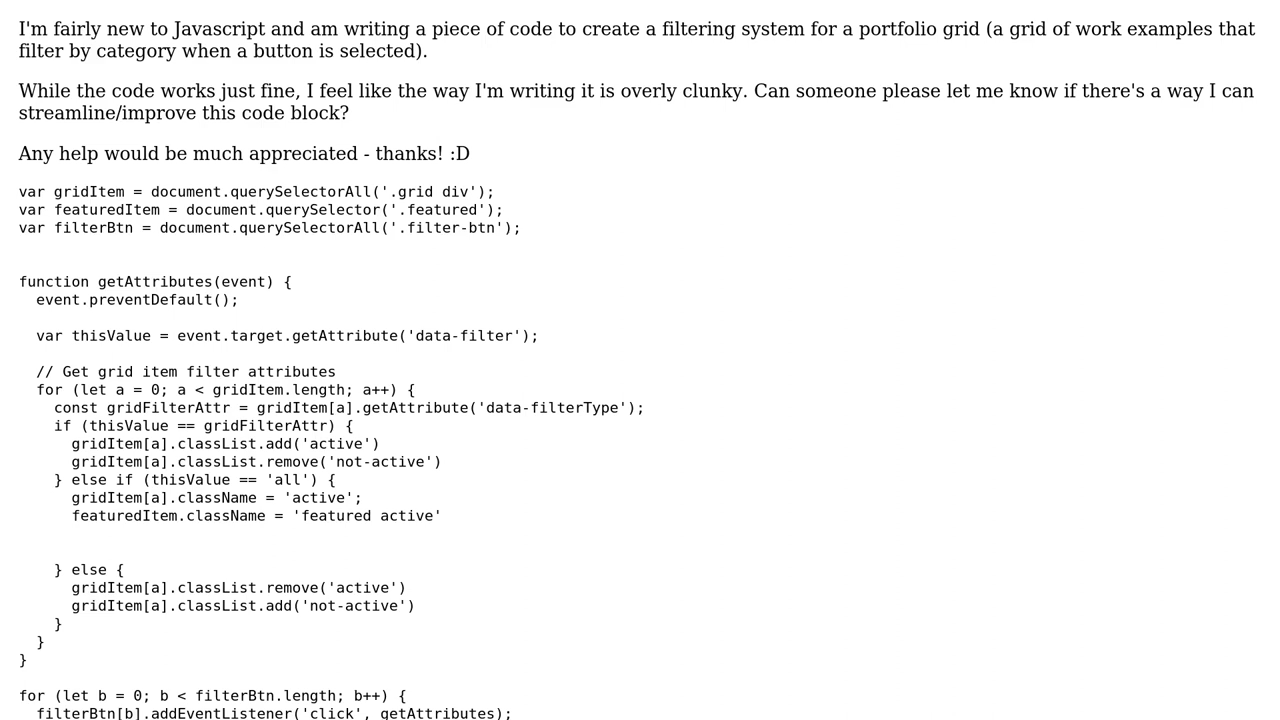 I'm fairly new to Javascript and am writing a piece of code to create a filtering system for a portfolio grid (a grid of work examples that
filter by category when a button is selected).
While the code works just fine, I feel like the way I'm writing it is overly clunky. Can someone please let me know if there's a way I can
streamline/improve this code block?
Any help would be much appreciated - thanks! :D
var gridItem = document.querySelectorAll('.grid div');
var featuredItem = document.querySelector('.featured');
var filterBtn = document.querySelectorAll('.filter-btn');
function getAttributes(event) {
  event.preventDefault();
  var thisValue = event.target.getAttribute('data-filter');
  // Get grid item filter attributes
  for (let a = 0; a < gridItem.length; a++) {
    const gridFilterAttr = gridItem[a].getAttribute('data-filterType');
    if (thisValue == gridFilterAttr) {
      gridItem[a].classList.add('active')
      gridItem[a].classList.remove('not-active')
    } else if (thisValue == 'all') {
      gridItem[a].className = 'active';
      featuredItem.className = 'featured active'
    } else {
      gridItem[a].classList.remove('active')
      gridItem[a].classList.add('not-active')
    }
  }
}
for (let b = 0; b < filterBtn.length; b++) {
  filterBtn[b].addEventListener('click', getAttributes);